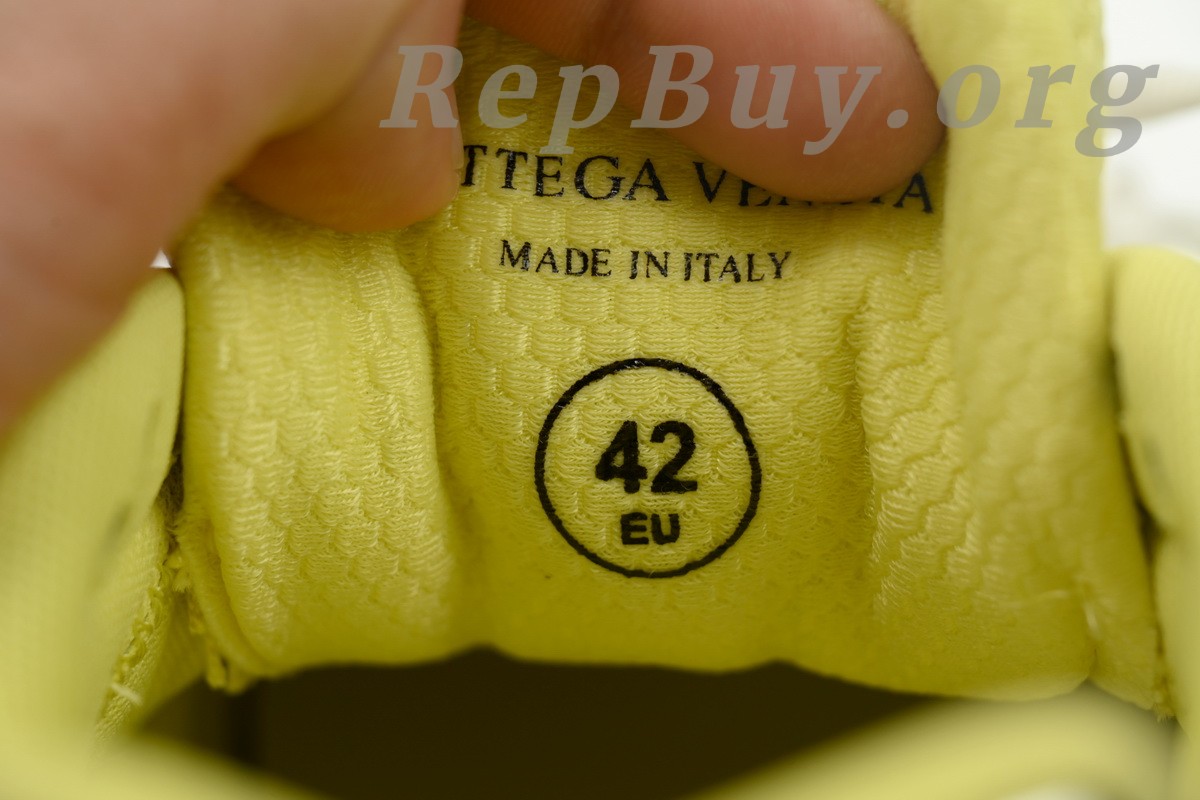 RepBuy.org
TTEGA
MADE IN ITALY
42
EU